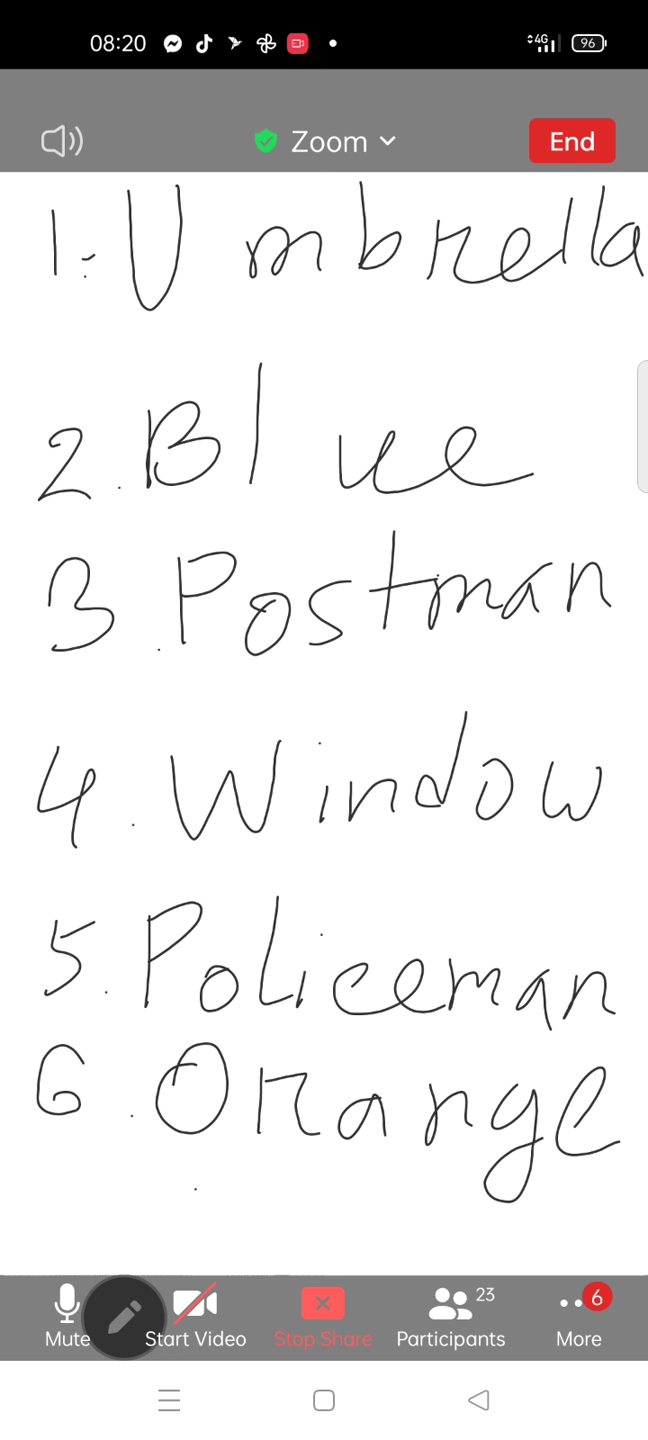 08:20 4G 96
Zoom End
1. Umbrella
2. Blue
3. Postman
4. Window
5. Policeman
6. Orange
23 6
Mute Start Video Stop Share Participants More